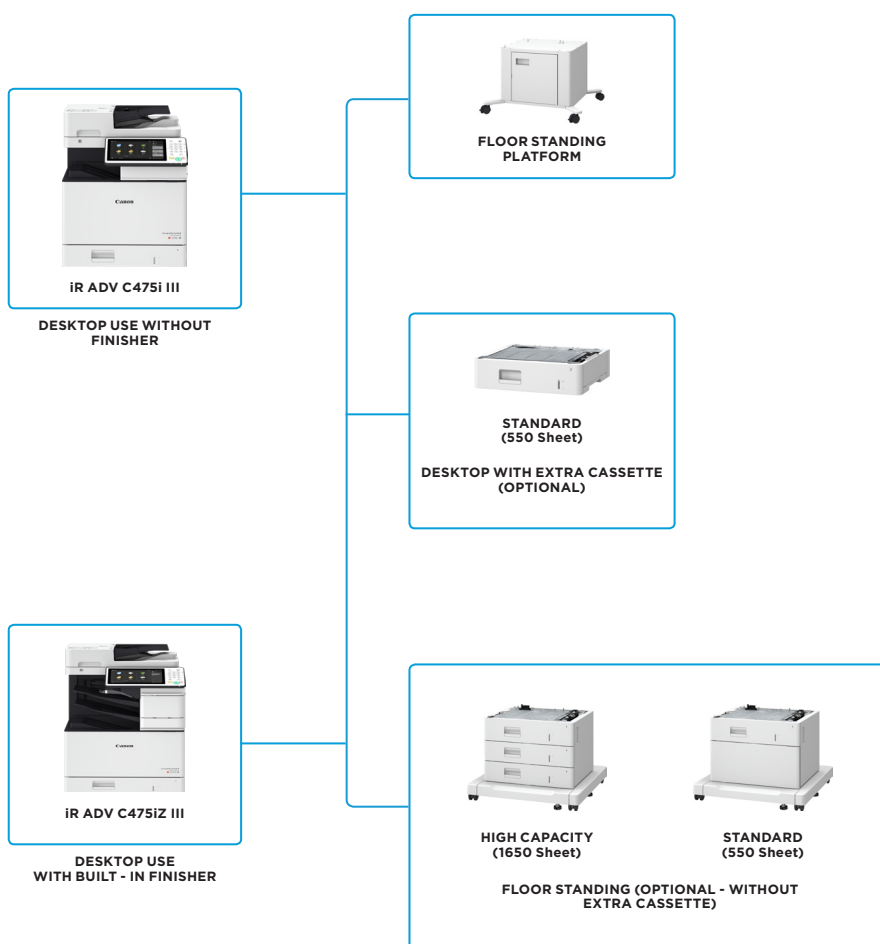 FLOOR STANDING
PLATFORM
Canon
iR ADV C475i III
DESKTOP USE WITHOUT
FINISHER
STANDARD
(550 Sheet)
DESKTOP WITH EXTRA CASSETTE
(OPTIONAL)
Canon
iR ADV C475iZ III
DESKTOP USE
WITH BUILT - IN FINISHER
HIGH CAPACITY
(1650 Sheet)
STANDARD
(550 Sheet)
FLOOR STANDING (OPTIONAL - WITHOUT
EXTRA CASSETTE)